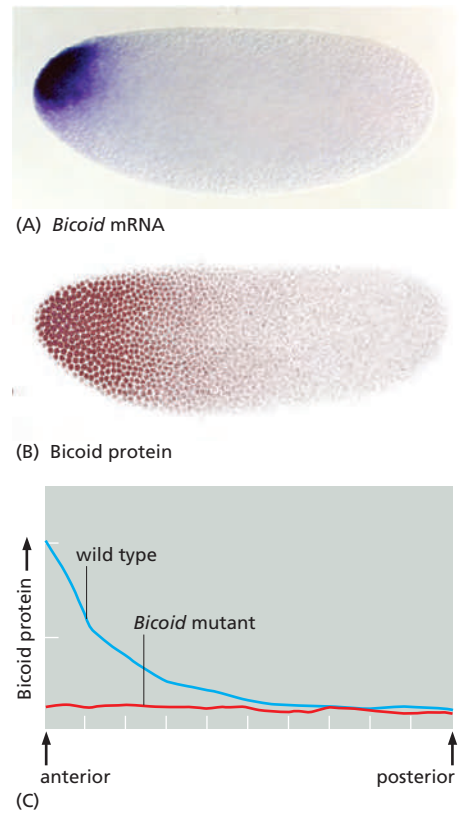 (A) Bicoid mRNA
(B) Bicoid protein
Bicoid protein
wild type
Bicoid mutant
anterior
posterior
(C)